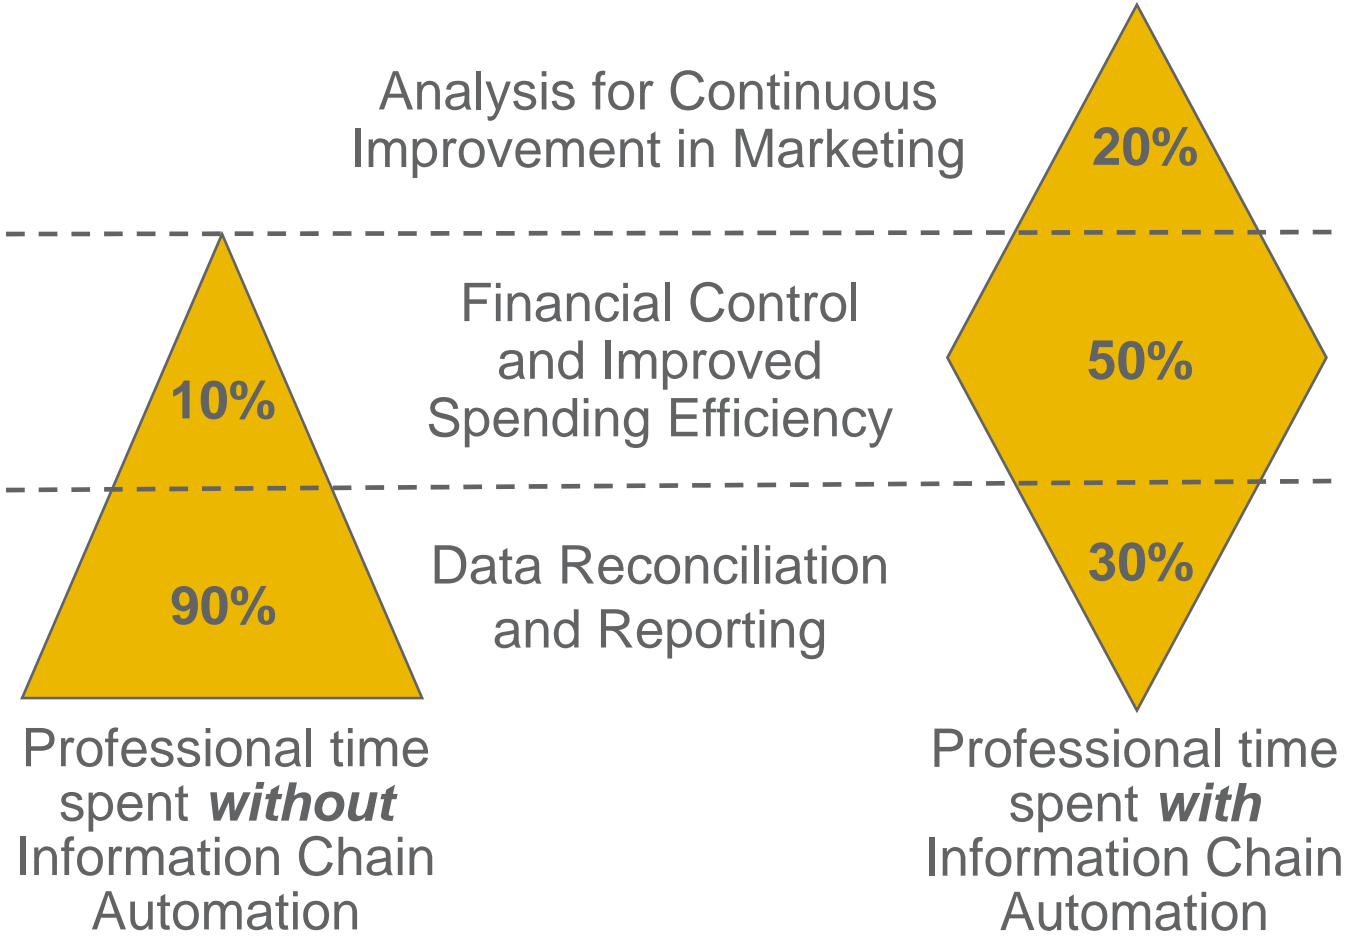 Analysis for Continuous
Improvement in Marketing
20%
Financial Control
and Improved
Spending Efficiency
10%
50%
Data Reconciliation
and Reporting
90%
30%
Professional time
spent without
Information Chain
Automation
Professional time
spent with
Information Chain
Automation